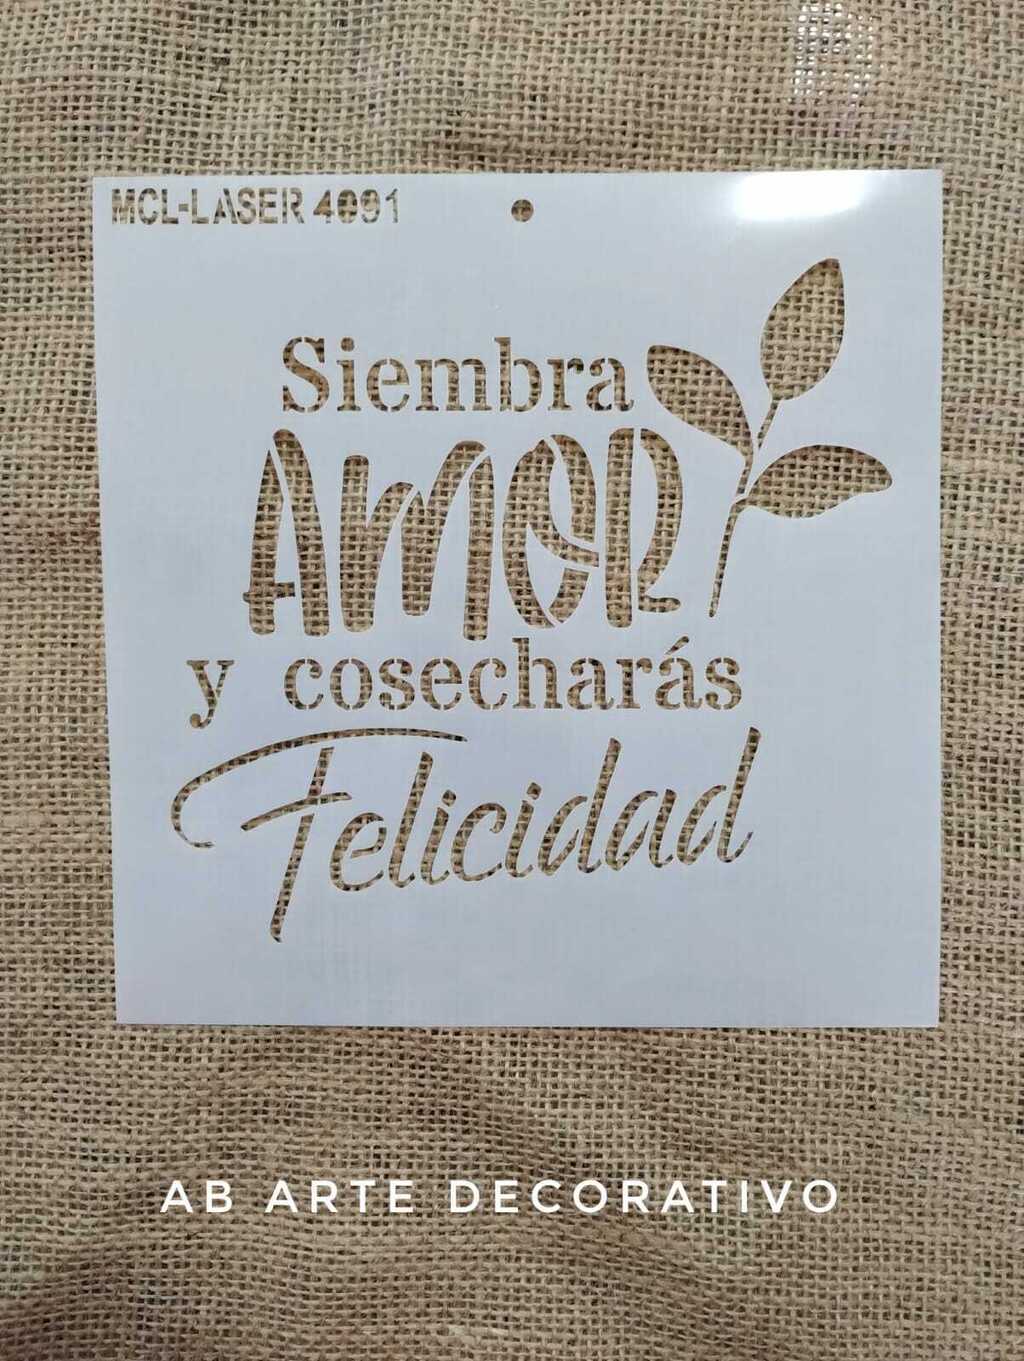 MCL-LASER 4091
Siembra
AMOR
y cosecharás
Felicidad
AB ARTE DECORATIVO